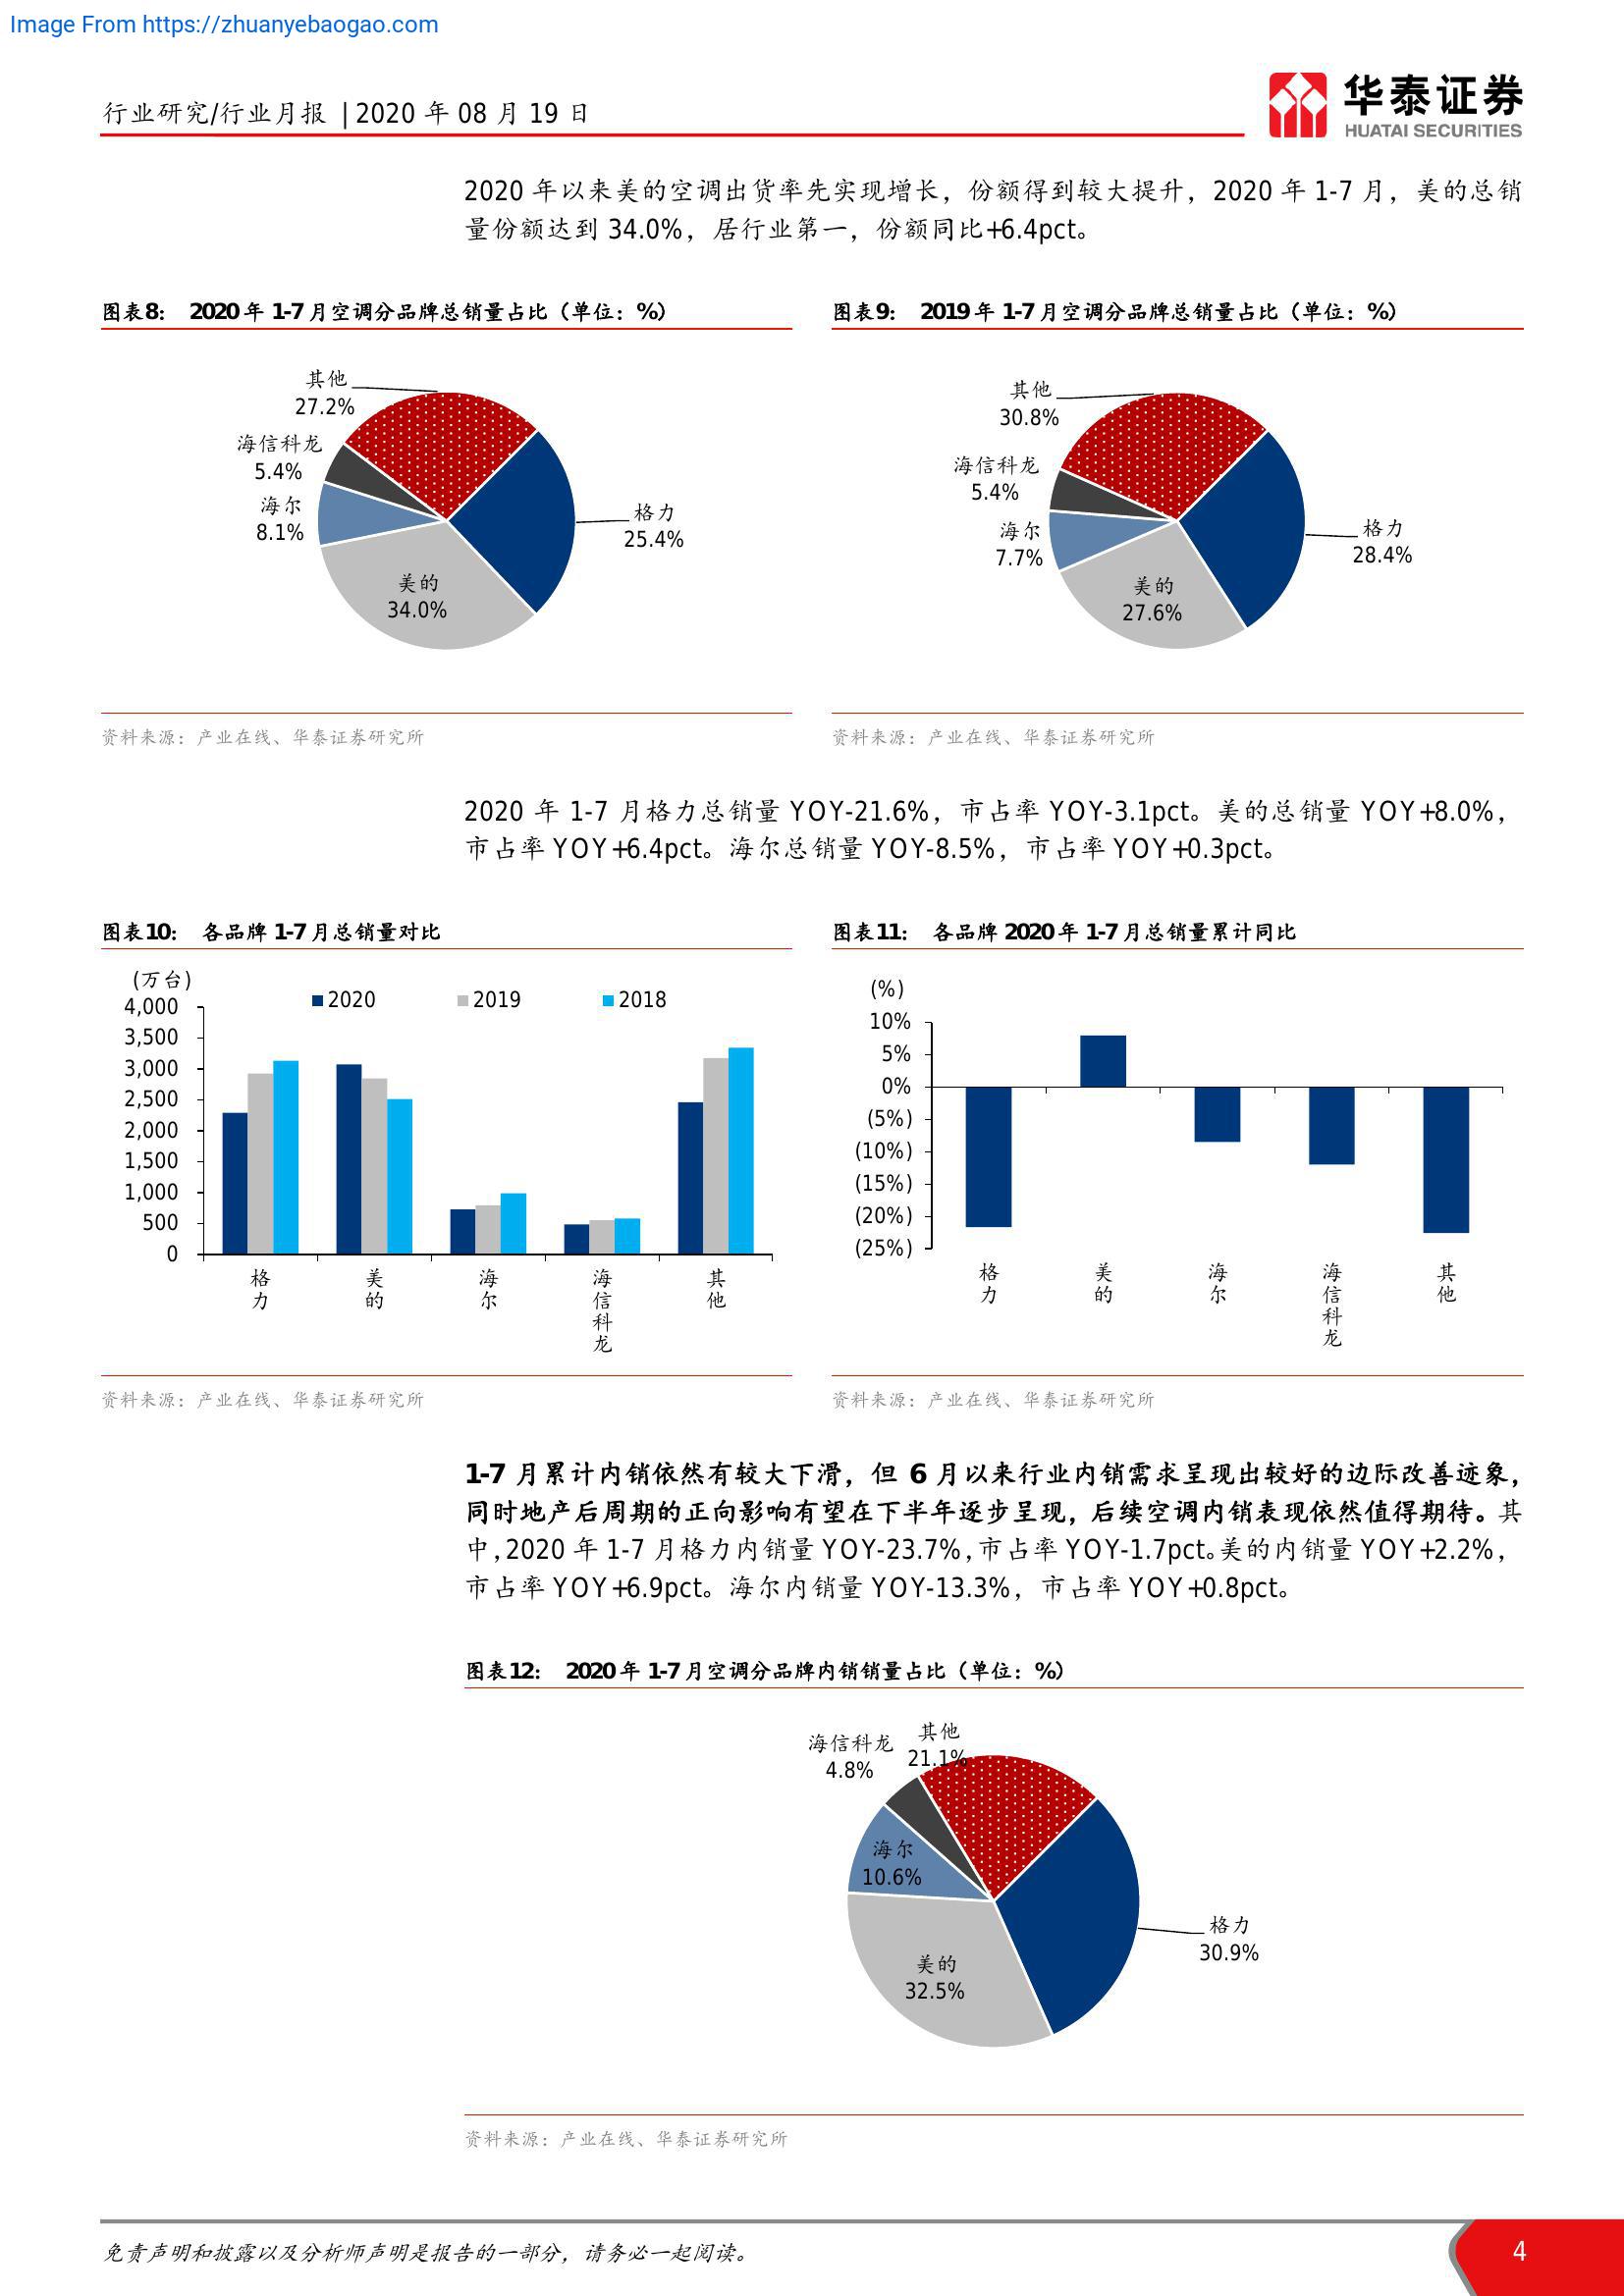 Image From https://zhuanyebaogao.com
行业研究/行业月报 | 2020 年 08 月 19 日
华泰证券
HUATAI SECURITIES
2020 年以来美的空调出货率先实现增长，份额得到较大提升，2020 年 1-7 月，美的总销
量份额达到 34.0%，居行业第一，份额同比+6.4pct。
图表8： 2020 年 1-7 月空调分品牌总销量占比（单位：%）
其他
27.2%
海信科龙
5.4%
海尔
8.1%
美的
34.0%
格力
25.4%
资料来源：产业在线、华泰证券研究所
图表9： 2019 年 1-7 月空调分品牌总销量占比（单位：%）
其他
30.8%
海信科龙
5.4%
海尔
7.7%
美的
27.6%
格力
28.4%
资料来源：产业在线、华泰证券研究所
2020 年 1-7 月格力总销量 YOY-21.6%，市占率 YOY-3.1pct。美的总销量 YOY+8.0%，
市占率 YOY+6.4pct。海尔总销量 YOY-8.5%，市占率 YOY+0.3pct。
图表10： 各品牌 1-7 月总销量对比
(万台)
2020 2019 2018
4,000
3,500
3,000
2,500
2,000
1,500
1,000
500
0
格力 美的 海尔 海信科龙 其他
资料来源：产业在线、华泰证券研究所
图表11： 各品牌 2020 年 1-7 月总销量累计同比
(%)
10%
5%
0%
(5%)
(10%)
(15%)
(20%)
(25%)
格力 美的 海尔 海信科龙 其他
资料来源：产业在线、华泰证券研究所
1-7 月累计内销依然有较大下滑，但 6 月以来行业内销需求呈现出较好的边际改善迹象，
同时地产后周期的正向影响有望在下半年逐步呈现，后续空调内销表现依然值得期待。其
中，2020 年 1-7 月格力内销量 YOY-23.7%，市占率 YOY-1.7pct。美的内销量 YOY+2.2%，
市占率 YOY+6.9pct。海尔内销量 YOY-13.3%，市占率 YOY+0.8pct。
图表12： 2020 年 1-7 月空调分品牌内销销量占比（单位：%）
海信科龙
4.8%
其他
21.1%
海尔
10.6%
美的
32.5%
格力
30.9%
资料来源：产业在线、华泰证券研究所
免责声明和披露以及分析师声明是报告的一部分，请务必一起阅读。
4